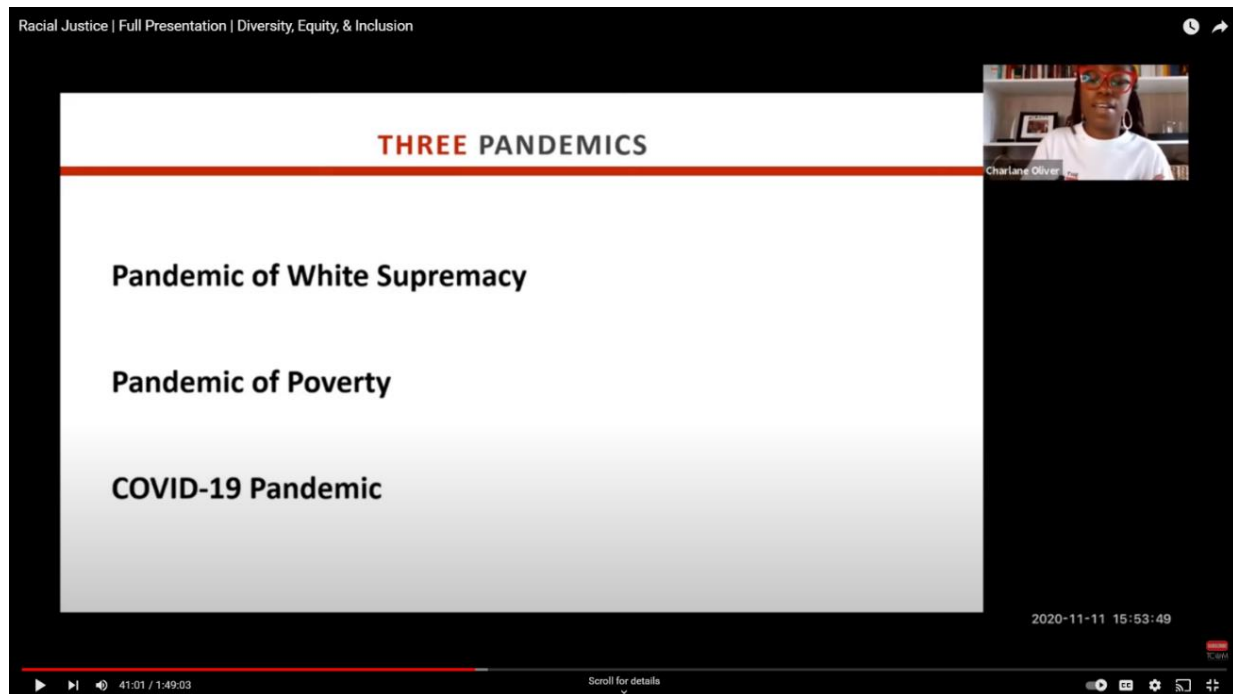 Racial Justice | Full Presentation | Diversity, Equity, & Inclusion
THREE PANDEMICS
Charlane Oliver
Pandemic of White Supremacy
Pandemic of Poverty
COVID-19 Pandemic
2020-11-11 15:53:49
41:01 / 1:49:03
Scroll for details
CC